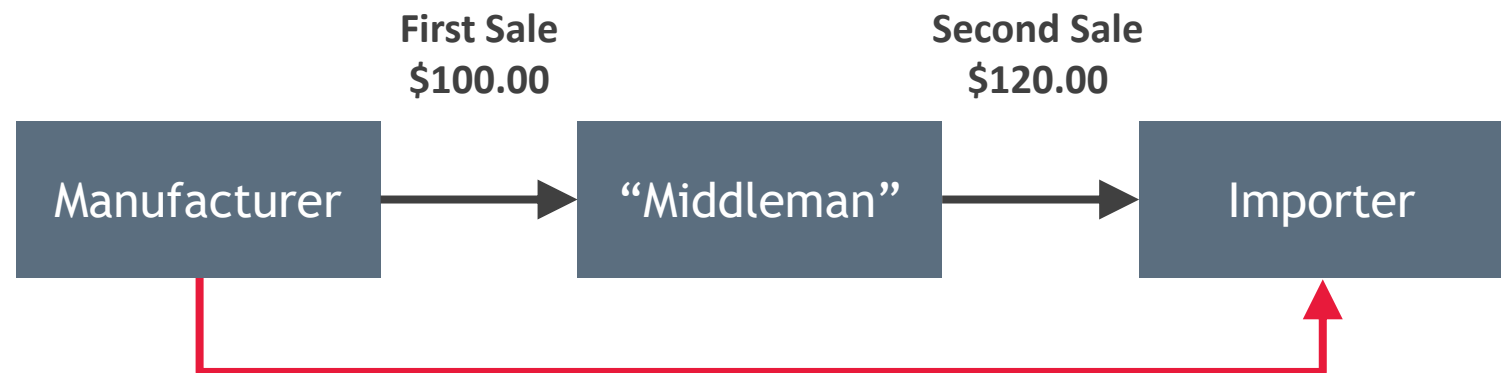 First Sale
$100.00
Second Sale
$120.00
Manufacturer
“Middleman”
Importer